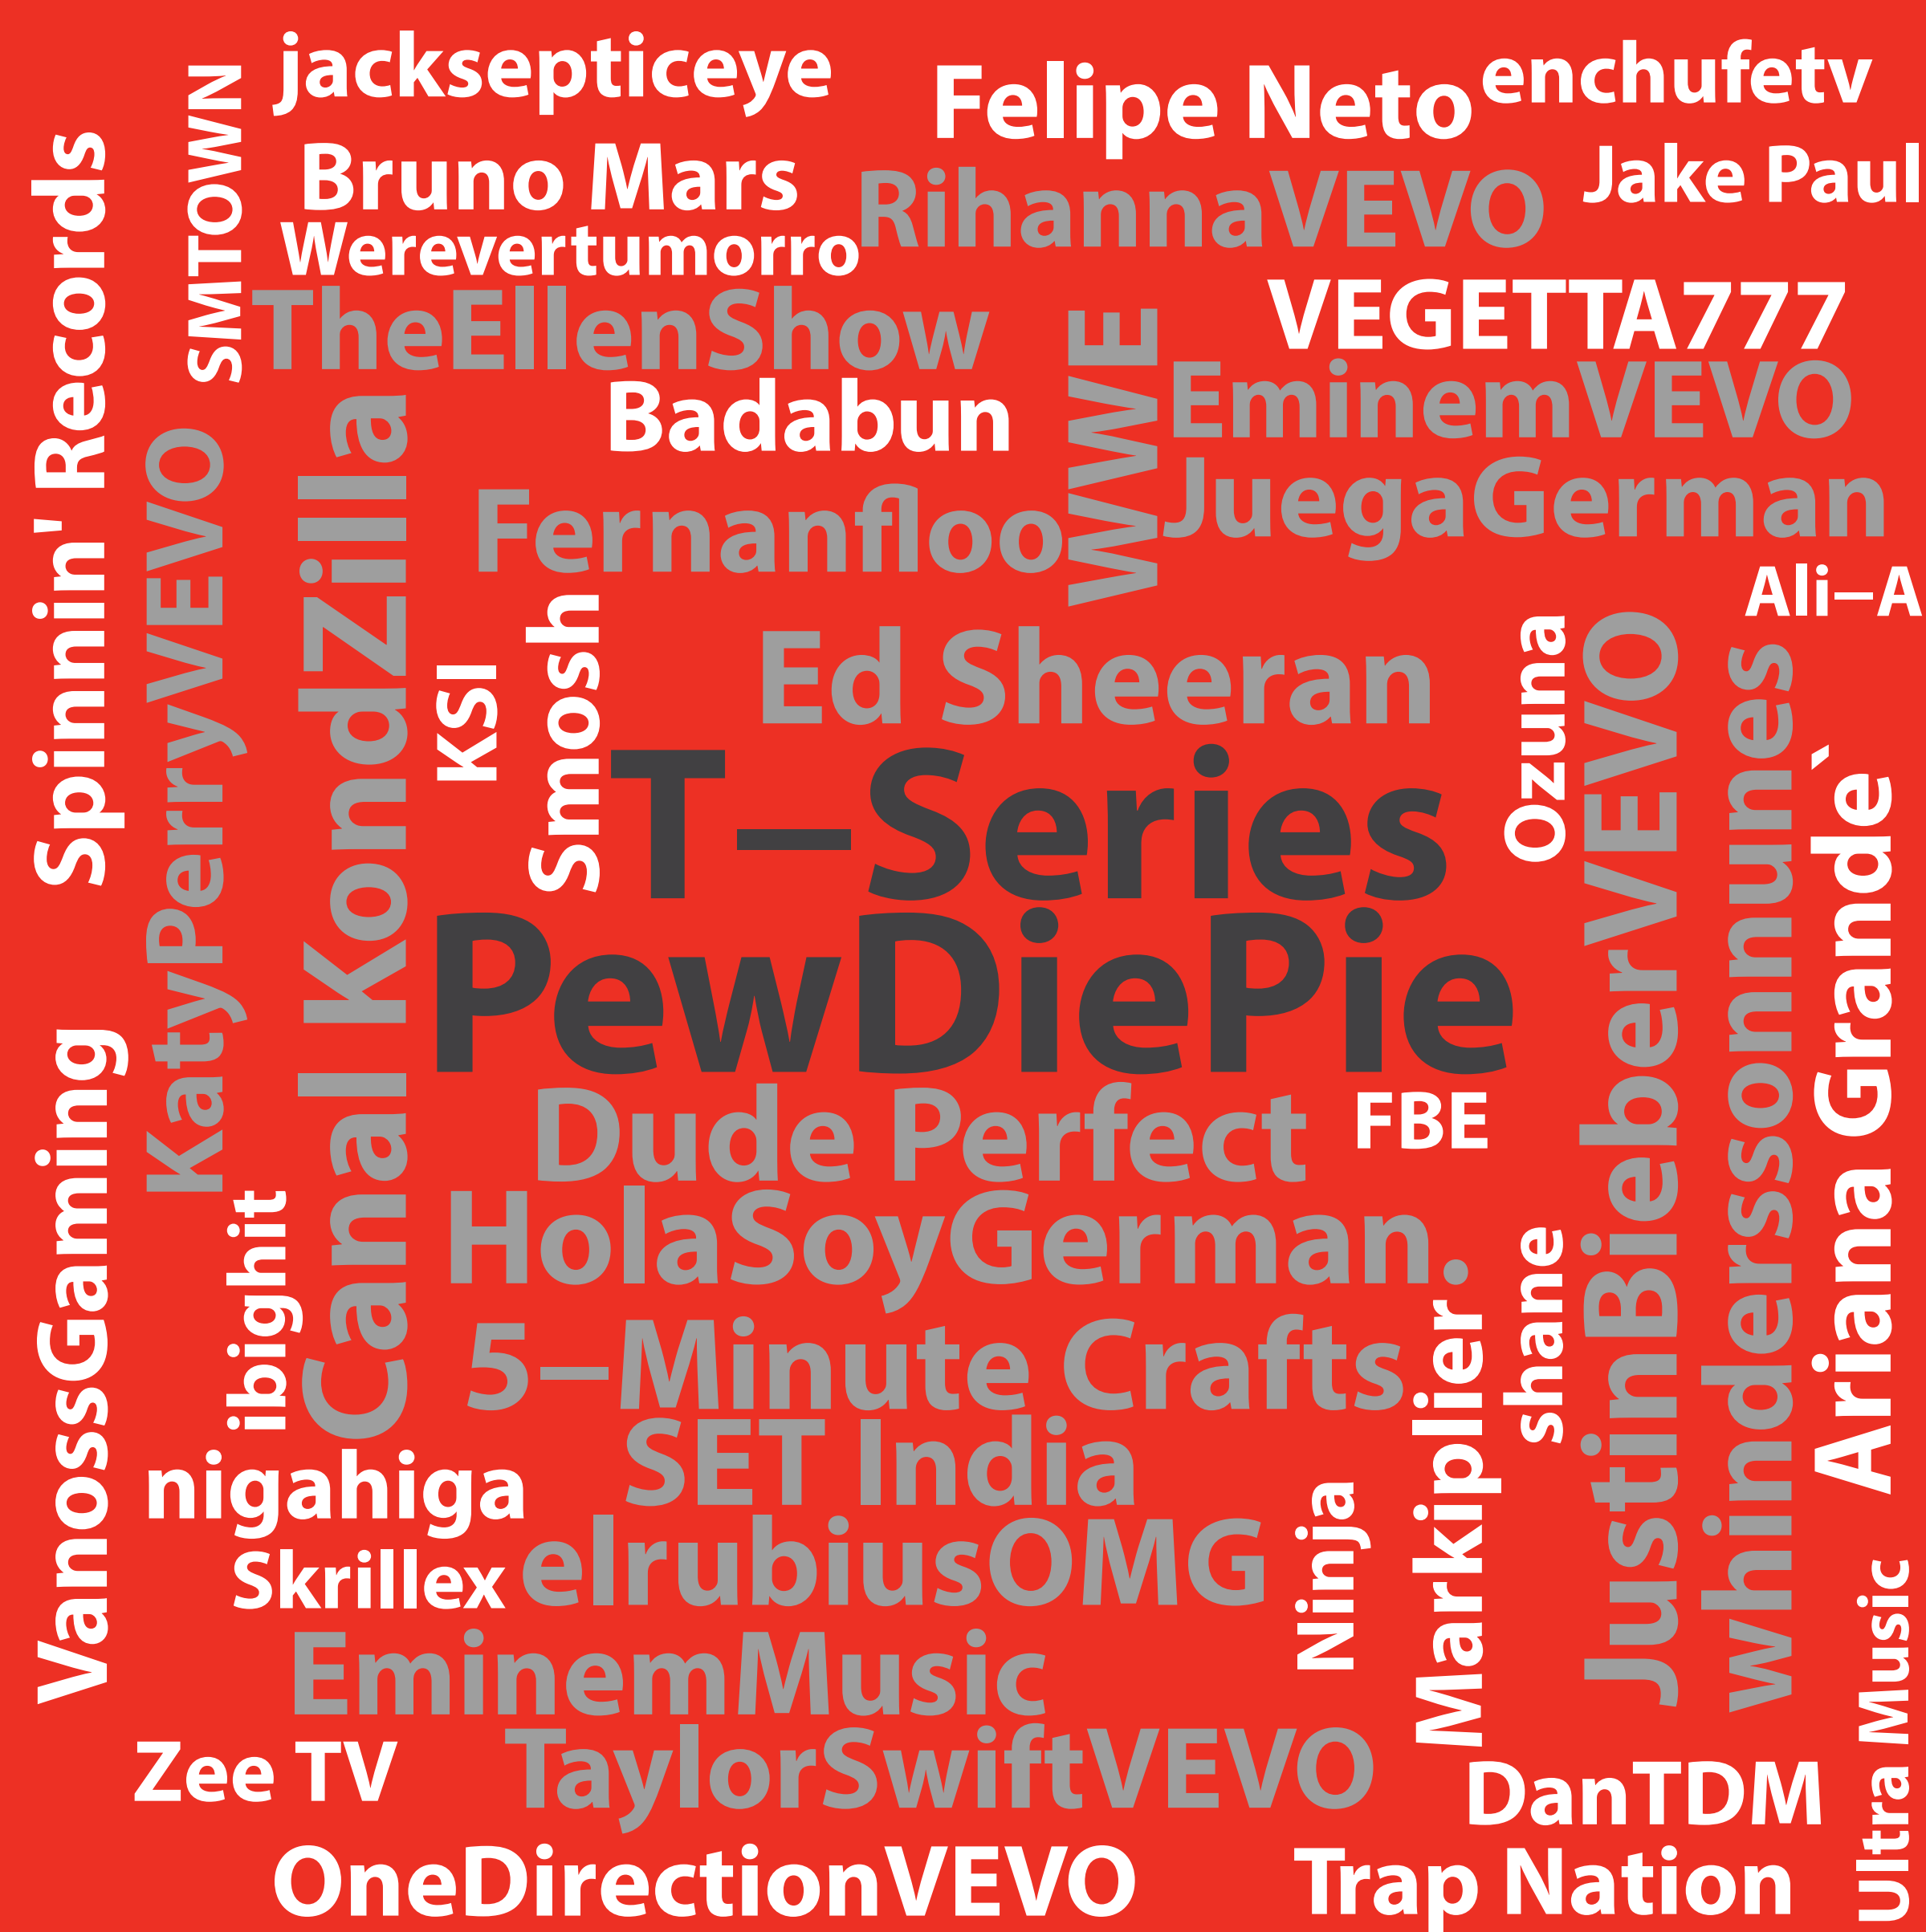 jacksepticeye
Felipe Neto
enchufetv
SMTOWN
Bruno Mars
RihannaVEVO
Jake Paul
Spinnin' Records
Werevertumorro
TheEllenShow
WWE
VEGETTA777
Badabun
EminemVEVO
KatyPerryVEVO
Canal KondZilla
Fernanfloo
JuegaGerman
Ali–A
KSI
Smosh
Ed Sheeran
Ozuna
JustinBieberVEVO
whinderssonnunes
T–Series
Ariana Grande`
PewDiePie
VanossGaming
Dude Perfect
FBE
ibighit
HolaSoyGerman.
shane
5–Minute Crafts
Markiplier
SET India
nigahiga
elrubiusOMG
Ninja
Skrillex
EminemMusic
Ultra Music
Zee TV
TaylorSwiftVEVO
DanTDM
OneDirectionVEVO
Trap Nation